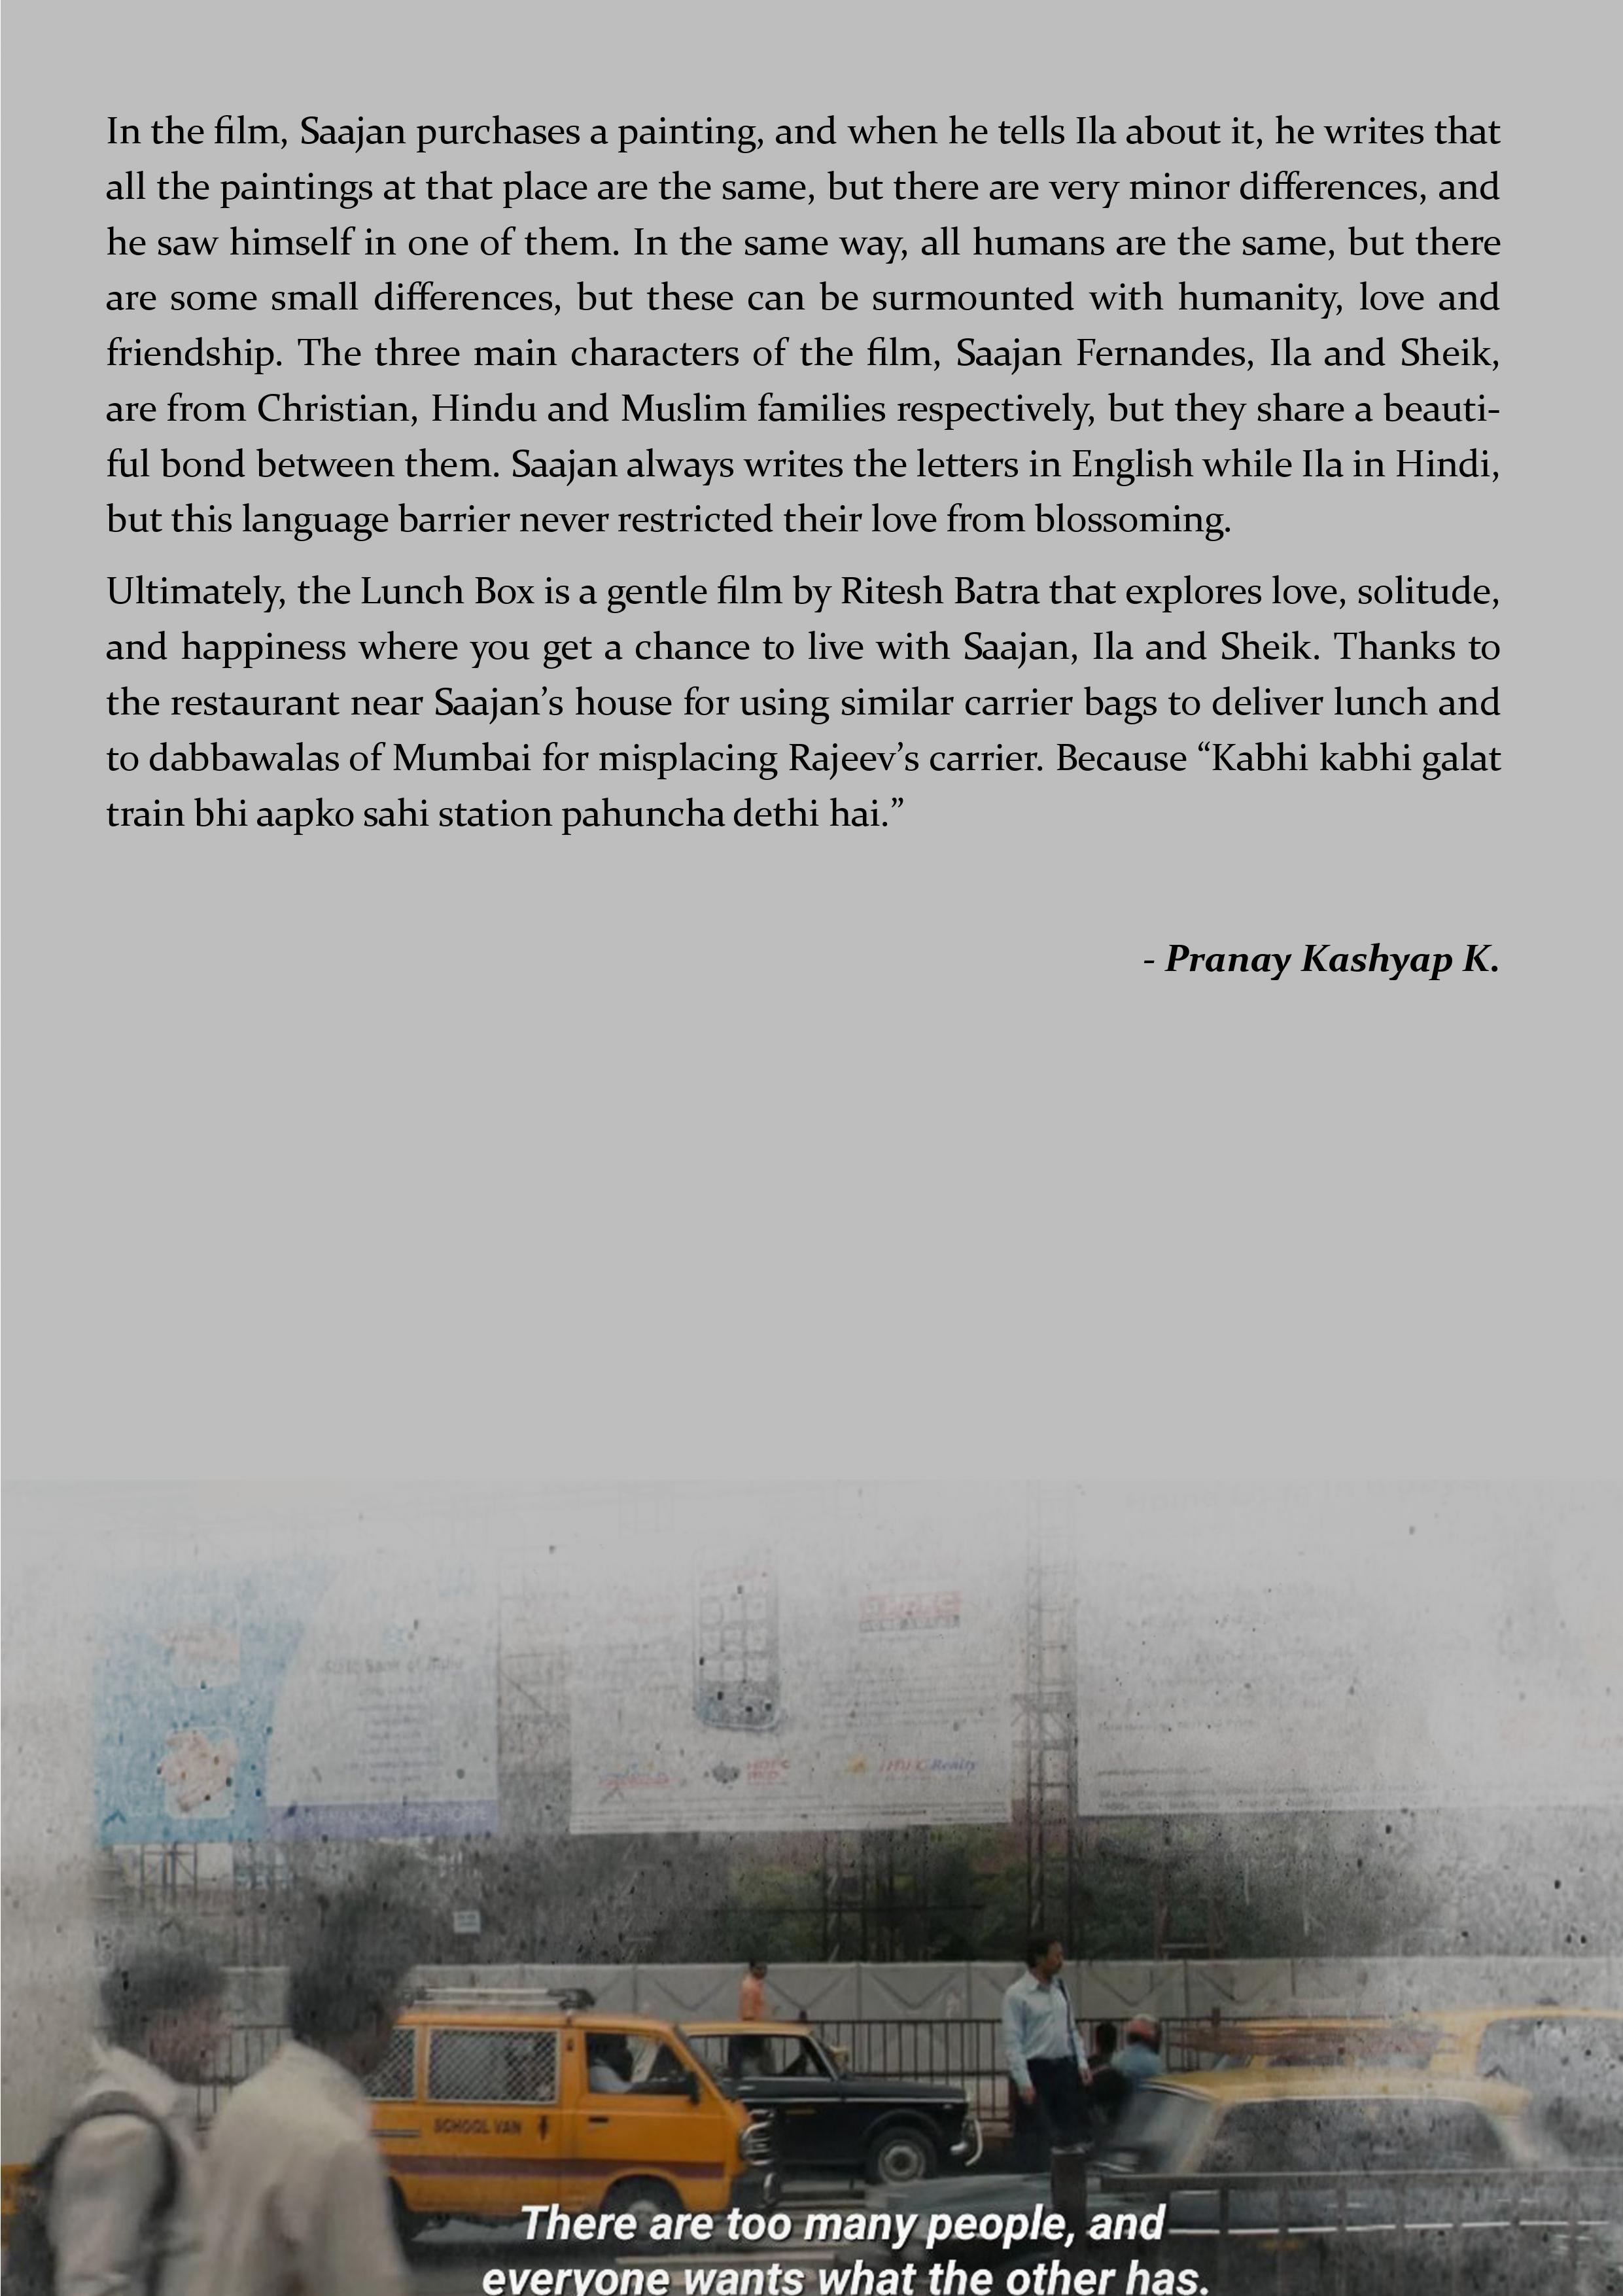 In the film, Saajan purchases a painting, and when he tells Ila about it, he writes that
all the paintings at that place are the same, but there are very minor differences, and
he saw himself in one of them. In the same way, all humans are the same, but there
are some small differences, but these can be surmounted with humanity, love and
friendship. The three main characters of the film, Saajan Fernandes, Ila and Sheik,
are from Christian, Hindu and Muslim families respectively, but they share a beauti-
ful bond between them. Saajan always writes the letters in English while Ila in Hindi,
but this language barrier never restricted their love from blossoming.
Ultimately, the Lunch Box is a gentle film by Ritesh Batra that explores love, solitude,
and happiness where you get a chance to live with Saajan, Ila and Sheik. Thanks to
the restaurant near Saajan’s house for using similar carrier bags to deliver lunch and
to dabbawalas of Mumbai for misplacing Rajeev’s carrier. Because “Kabhi kabhi galat
train bhi aapko sahi station pahuncha dethi hai.”
- Pranay Kashyap K.
HDFC Realty
SCHOOL VAN
There are too many people, and
everyone wants what the other has.